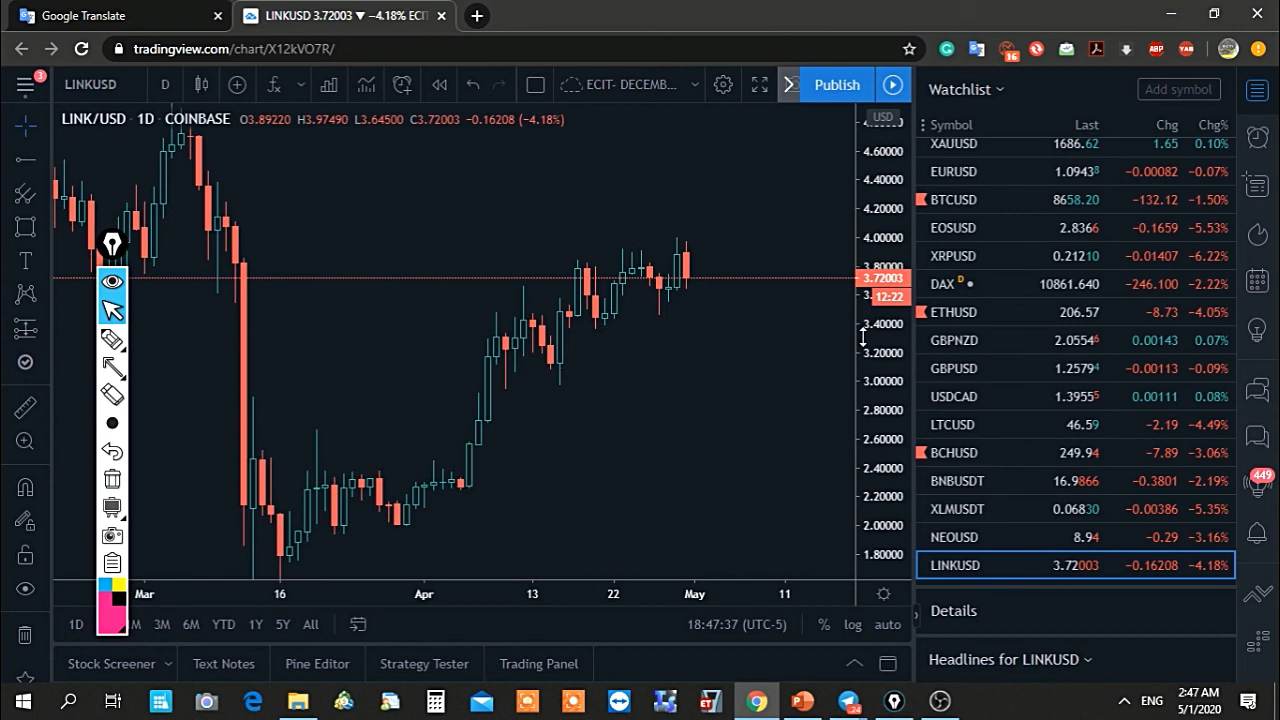 Google Translate
LINKUSD 3.72003 ▼ −4.18% ECIT
tradingview.com/chart/X12kVO7R/
16
ABP
YAB
3
LINKUSD
D
ECIT- DECEMB...
Publish
Watchlist
Add symbol
LINK/USD · 1D · COINBASE O3.89220 H3.97490 L3.64500 C3.72003 −0.16208 (−4.18%)
USD
Symbol Last Chg Chg%
XAUUSD 1686.62 1.65 0.10%
EURUSD 1.09438 −0.00082 −0.07%
BTCUSD 8658.20 −132.12 −1.50%
EOSUSD 2.8366 −0.1659 −5.53%
XRPUSD 0.21210 −0.01407 −6.22%
DAX D 10861.640 −246.100 −2.22%
ETHUSD 206.57 −8.73 −4.05%
GBPNZD 2.05546 0.00143 0.07%
GBPUSD 1.25794 −0.00113 −0.09%
USDCAD 1.39555 0.00111 0.08%
LTCUSD 46.59 −2.19 −4.49%
BCHUSD 249.94 −7.89 −3.06%
BNBUSDT 16.9866 −0.3801 −2.19%
XLMUSDT 0.06830 −0.00386 −5.35%
NEOUSD 8.94 −0.29 −3.16%
LINKUSD 3.72003 −0.16208 −4.18%
4.60000
4.40000
4.20000
4.00000
3.80000
3.72003
12:22
3.40000
3.20000
3.00000
2.80000
2.60000
2.40000
2.20000
2.00000
1.80000
449
Mar 16 Apr 13 22 May 11
1D 3M 6M YTD 1Y 5Y All
18:47:37 (UTC-5) % log auto
Details
Stock Screener Text Notes Pine Editor Strategy Tester Trading Panel
Headlines for LINKUSD
24
ENG
2:47 AM
5/1/2020